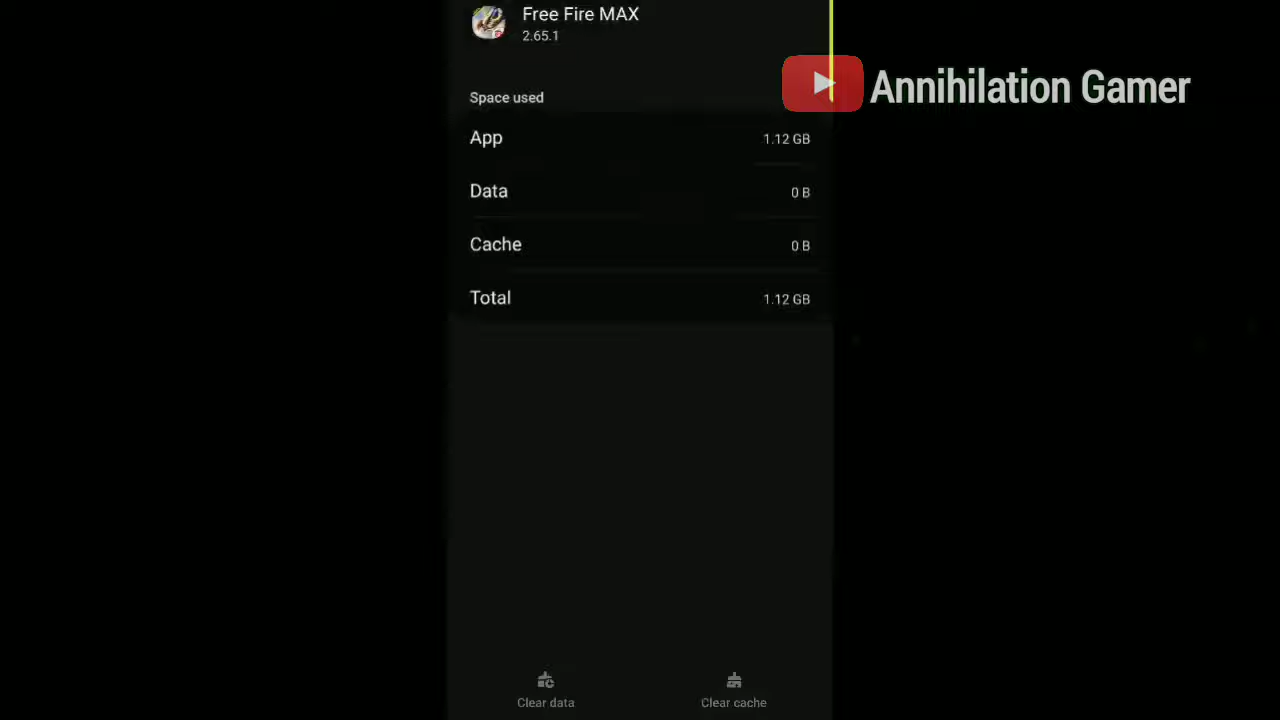 Free Fire MAX
2.65.1
Annihilation Gamer
Space used
App 1.12 GB
Data 0 B
Cache 0 B
Total 1.12 GB
Clear data Clear cache